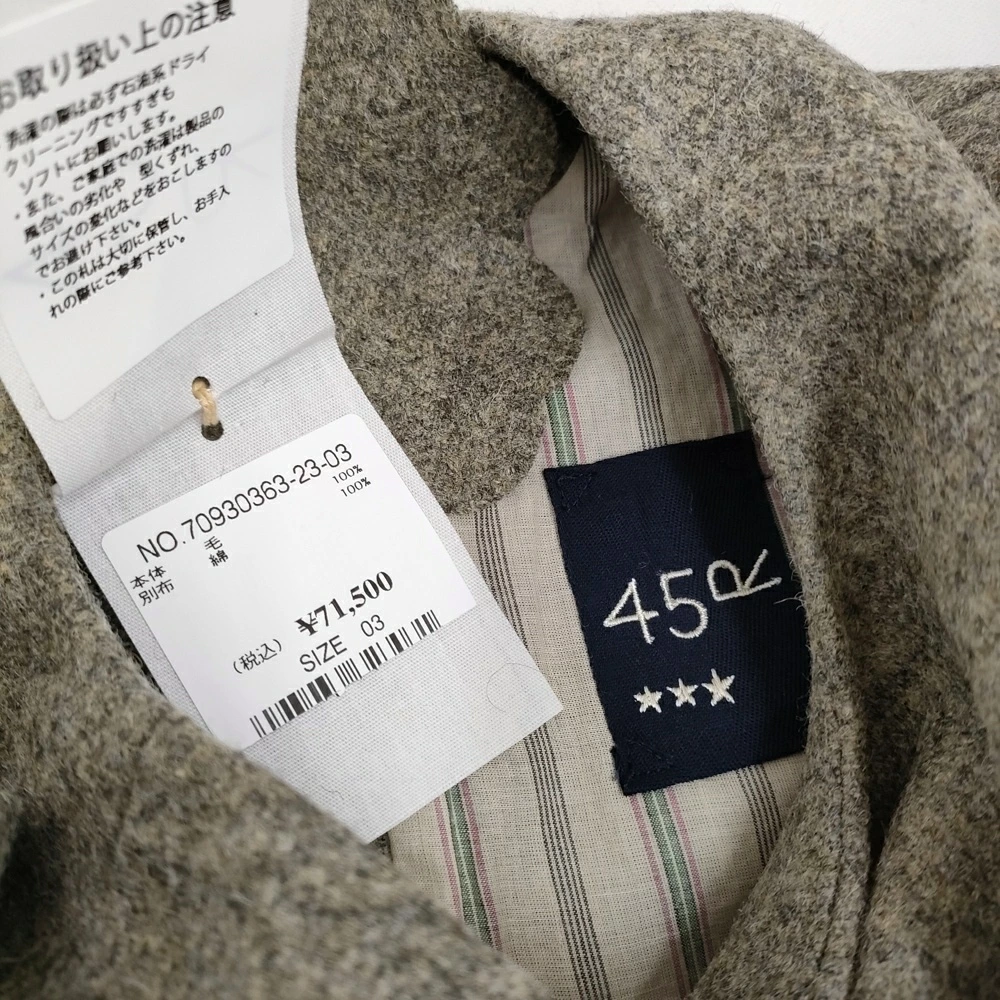 お取り扱い上の注意
洗濯の際は必ず石油系ドライ
クリーニングですすぎも
ソフトにお願いします。
・また、ご家庭での洗濯は製品の
風合いの劣化や 型くずれ、
サイズの変化などをおこしますの
でお避け下さい。
・この札は大切に保管し、お手入
れの際にご参考下さい。
NO.70930363-23-03
本体 毛 100%
別布 綿 100%
¥71,500
(税込)
SIZE 03
45R
★★★